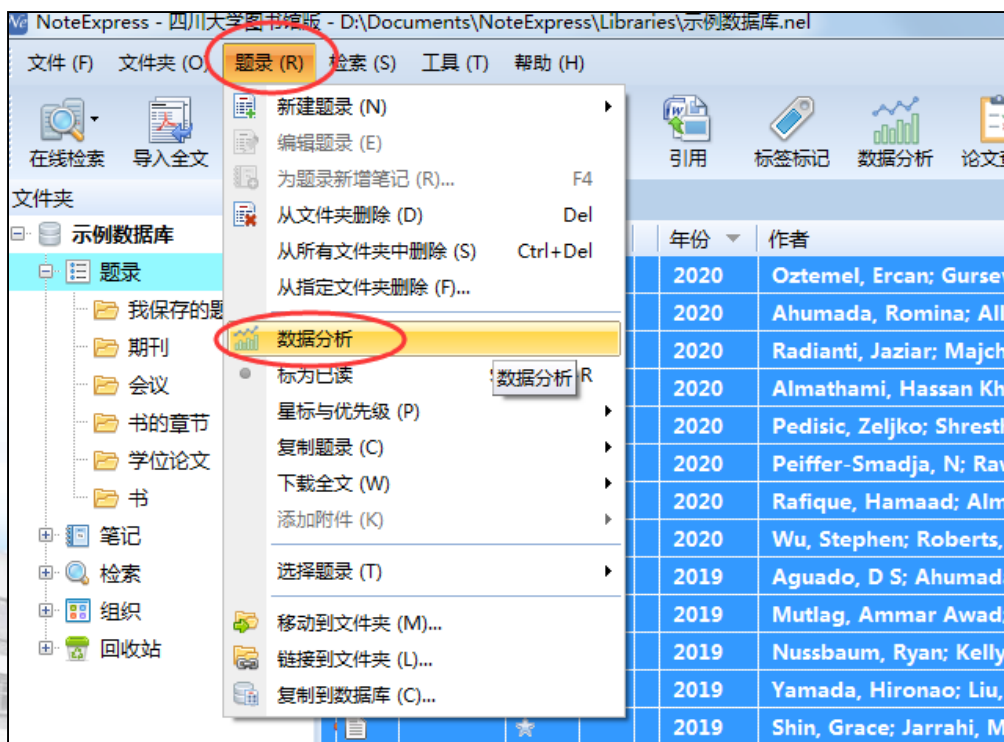 NoteExpress - 四川大学图书馆版 - D:\Documents\NoteExpress\Libraries\示例数据库.nel
文件 (F) 文件夹 (O) 题录 (R) 检索 (S) 工具 (T) 帮助 (H)
在线检索 导入全文 引用 标签标记 数据分析 论文
文件夹
示例数据库
题录
我保存的题
期刊
会议
书的章节
学位论文
书
笔记
检索
组织
回收站
新建题录 (N)
编辑题录 (E)
为题录新增笔记 (R)... F4
从文件夹删除 (D) Del
从所有文件夹中删除 (S) Ctrl+Del
从指定文件夹删除 (F)...
数据分析
标为已读 R
数据分析
星标与优先级 (P)
复制题录 (C)
下载全文 (W)
添加附件 (K)
选择题录 (T)
移动到文件夹 (M)...
链接到文件夹 (L)...
复制到数据库 (C)...
年份 作者
2020 Oztemel, Ercan; Gurse
2020 Ahumada, Romina; All
2020 Radianti, Jaziar; Majch
2020 Almathami, Hassan Kh
2020 Pedisic, Zeljko; Shresth
2020 Peiffer-Smadja, N; Rav
2020 Rafique, Hamaad; Alm
2020 Wu, Stephen; Roberts,
2019 Aguado, D S; Ahumad
2019 Mutlag, Ammar Awad;
2019 Nussbaum, Ryan; Kelly
2019 Yamada, Hironao; Liu,
2019 Shin, Grace; Jarrahi, M